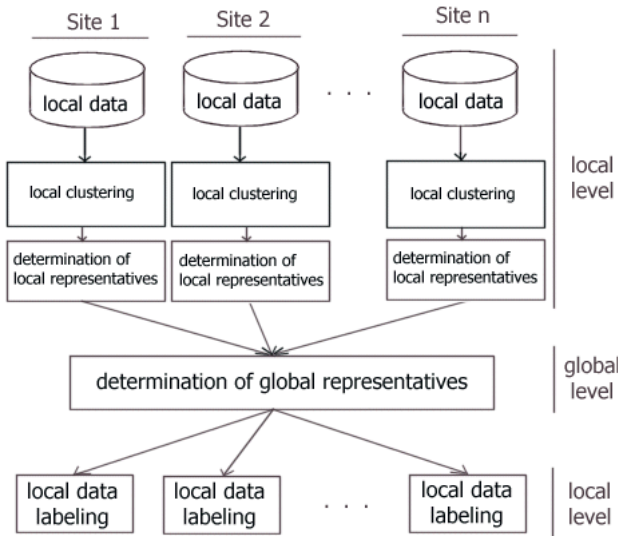 Site 1
Site 2
Site n
local data
local data
. . .
local data
local clustering
local clustering
local clustering
local
level
determination of
local representatives
determination of
local representatives
determination of
local representatives
determination of global representatives
global
level
local data
labeling
local data
labeling
. . .
local data
labeling
local
level